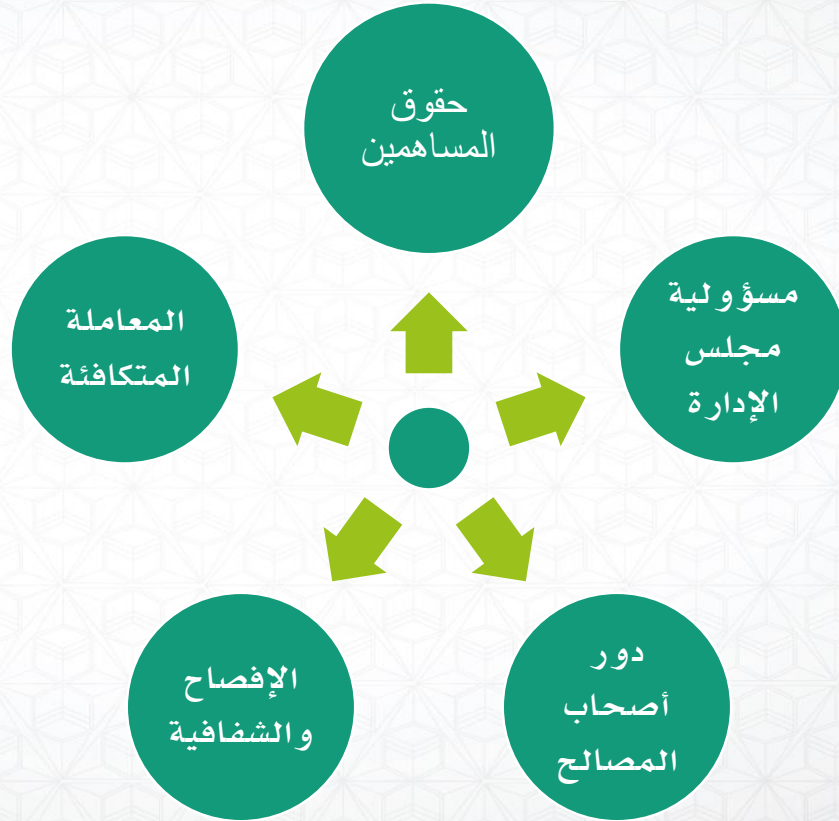 حقوق
المساهمين
مسؤولية
مجلس
الإدارة
المعاملة
المتكافئة
دور
أصحاب
المصالح
الإفصاح
والشفافية